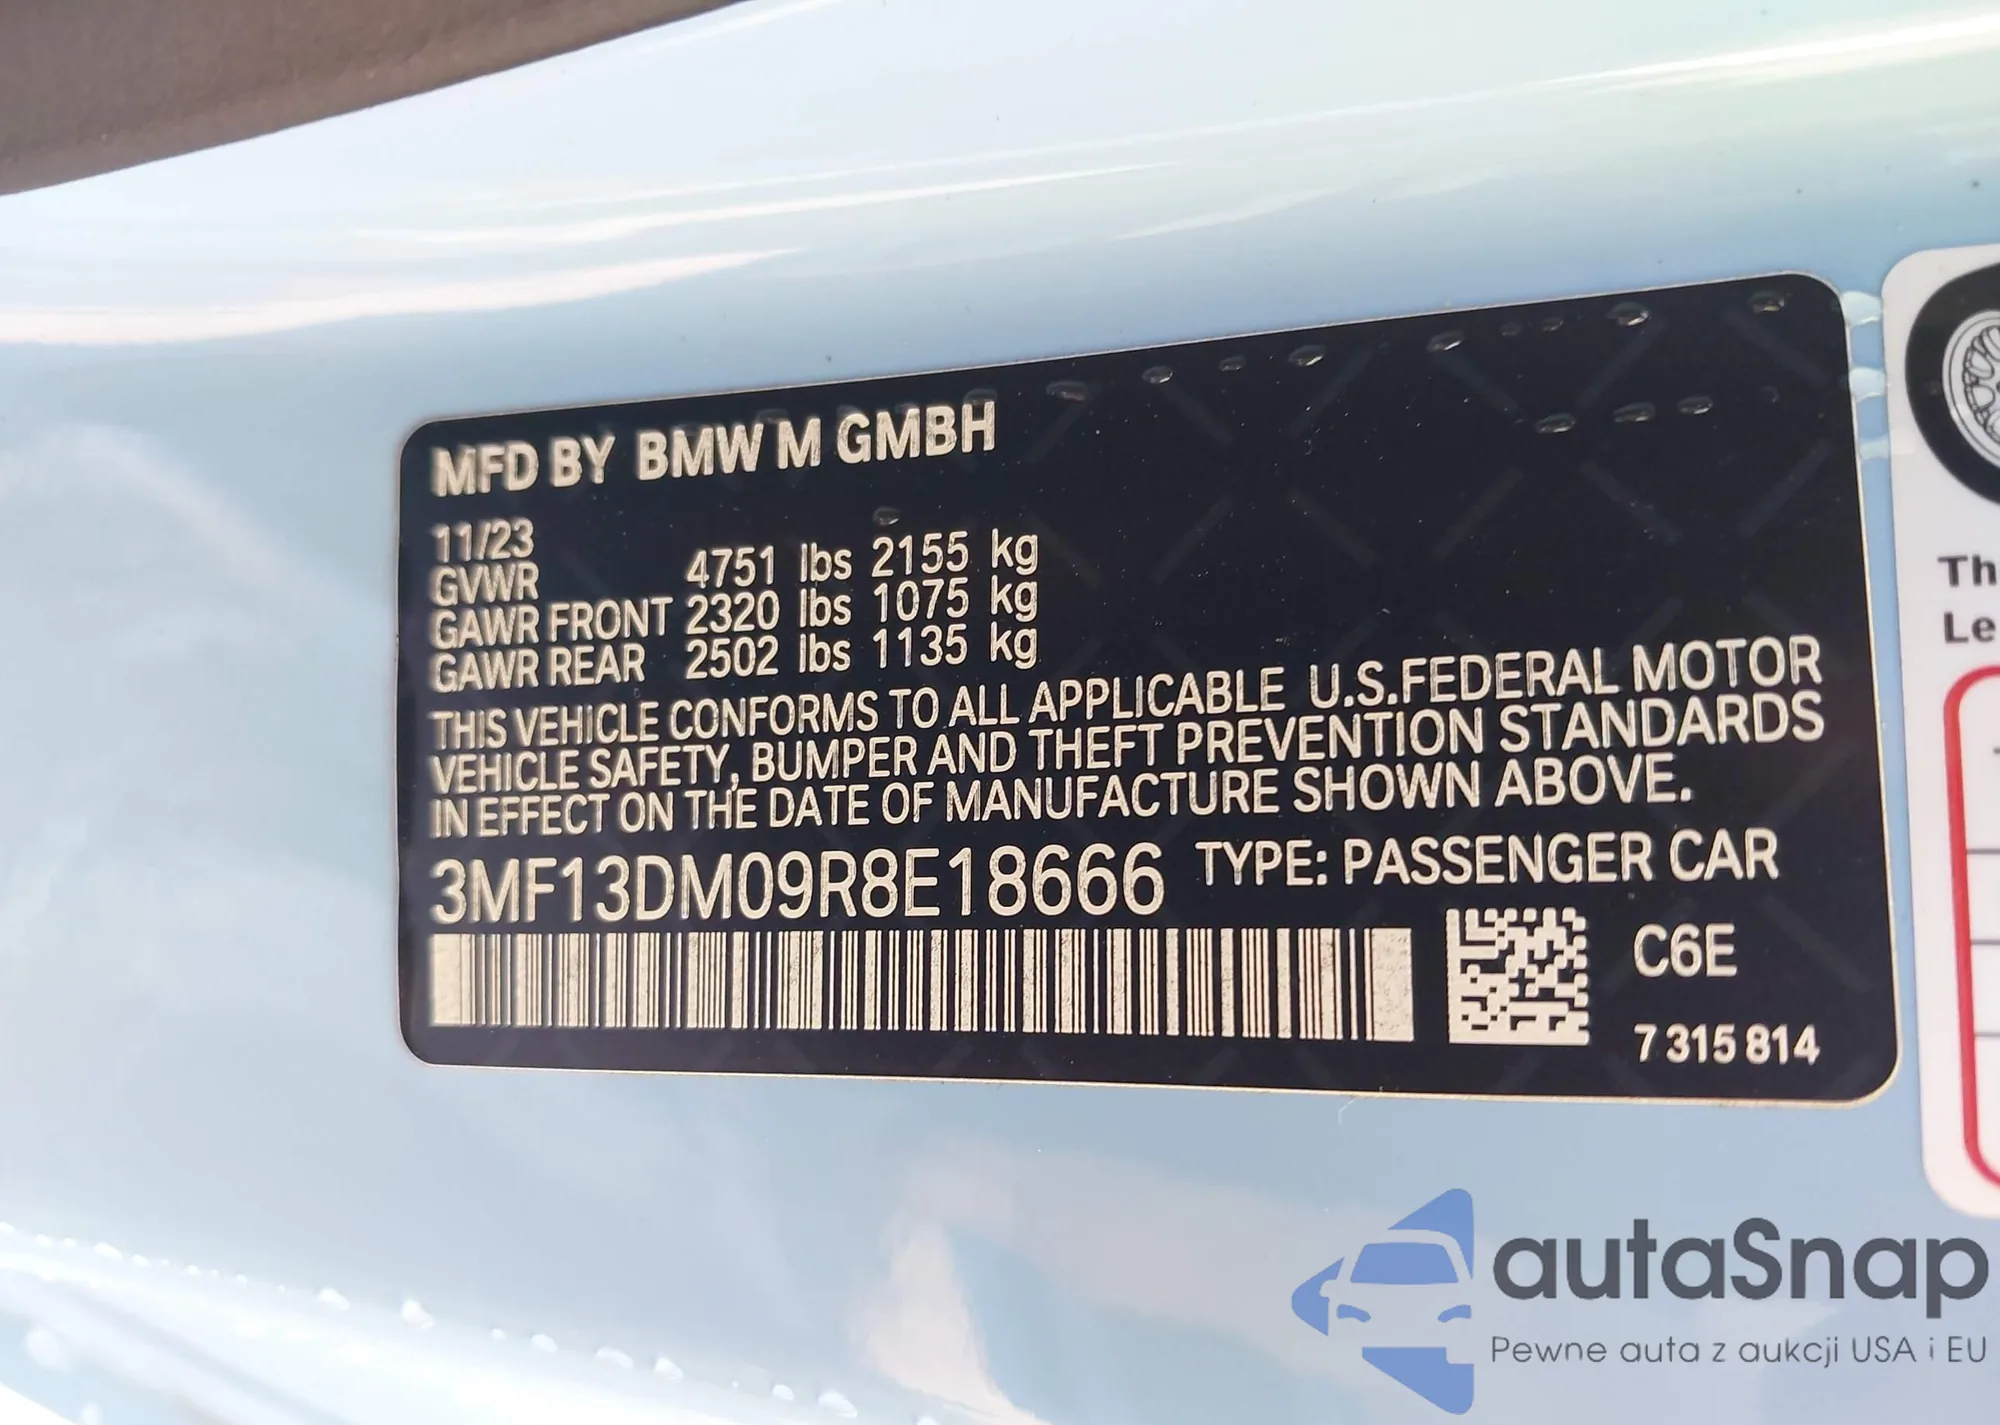 MFD BY BMW M GMBH
11/23
GVWR 4751 lbs 2155 kg
GAWR FRONT 2320 lbs 1075 kg
GAWR REAR 2502 lbs 1135 kg
THIS VEHICLE CONFORMS TO ALL APPLICABLE U.S.FEDERAL MOTOR
VEHICLE SAFETY, BUMPER AND THEFT PREVENTION STANDARDS
IN EFFECT ON THE DATE OF MANUFACTURE SHOWN ABOVE.
3MF13DM09R8E18666 TYPE: PASSENGER CAR
C6E
7 315 814
Th
Le
autaSnap
Pewne auta z aukcji USA i EU